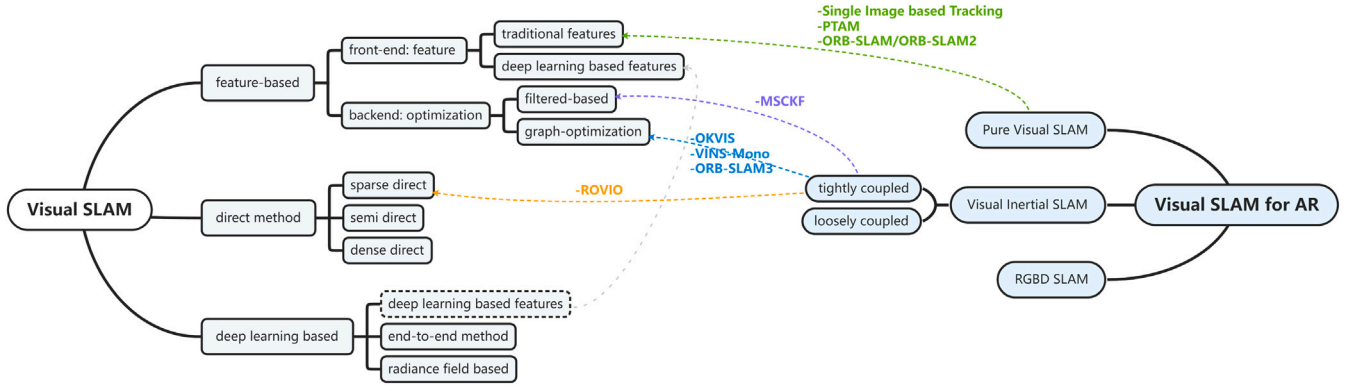 -Single Image based Tracking
-PTAM
-ORB-SLAM/ORB-SLAM2
traditional features
front-end: feature
deep learning based features
feature-based
filtered-based
-MSCKF
backend: optimization
graph-optimization
Pure Visual SLAM
-OKVIS
-VINS-Mono
-ORB-SLAM3
sparse direct
-ROVIO
tightly coupled
Visual SLAM
direct method
semi direct
loosely coupled
Visual Inertial SLAM
Visual SLAM for AR
dense direct
RGBD SLAM
deep learning based features
deep learning based
end-to-end method
radiance field based